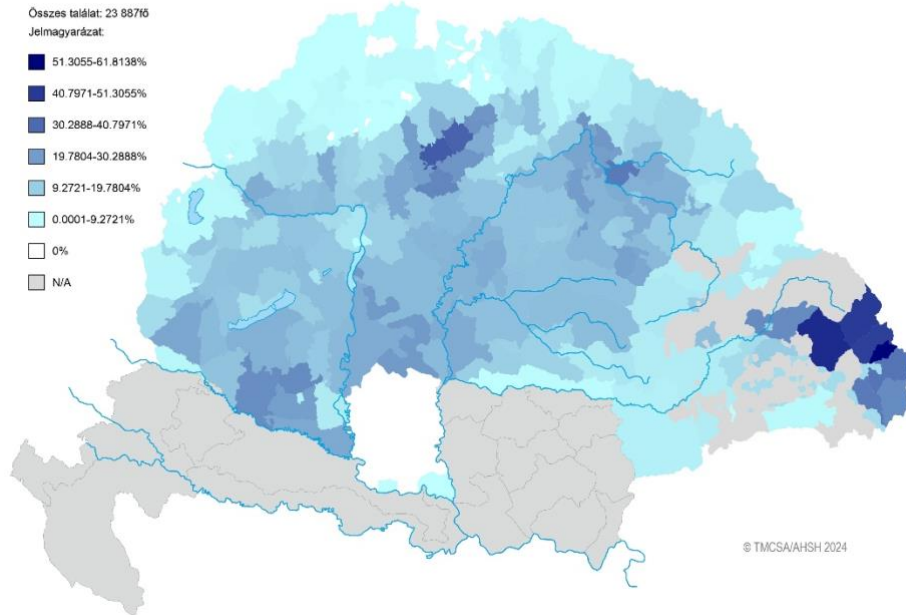 Összes találat: 23 887fő
Jelmagyarázat:
51.3055-61.8138%
40.7971-51.3055%
30.2888-40.7971%
19.7804-30.2888%
9.2721-19.7804%
0.0001-9.2721%
0%
N/A
© TMCSA/AHSH 2024